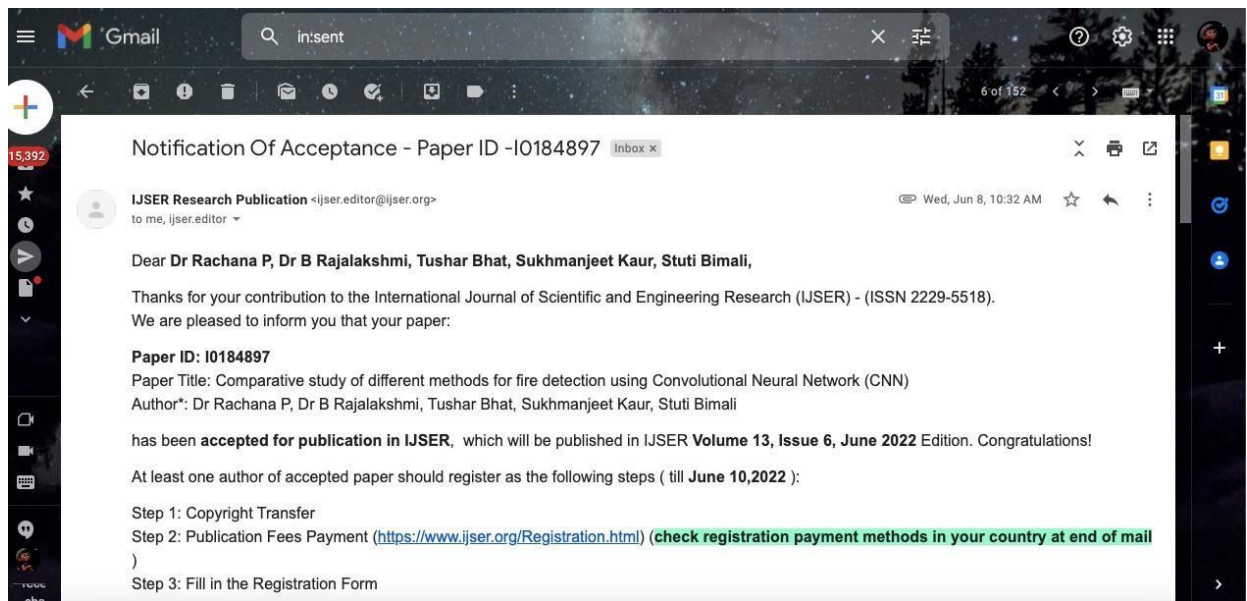 Gmail
in:sent
6 of 152
31
15,392
Notification Of Acceptance - Paper ID -I0184897 Inbox ×
IJSER Research Publication <ijser.editor@ijser.org>
Wed, Jun 8, 10:32 AM
to me, ijser.editor
Dear Dr Rachana P, Dr B Rajalakshmi, Tushar Bhat, Sukhmanjeet Kaur, Stuti Bimali,
Thanks for your contribution to the International Journal of Scientific and Engineering Research (IJSER) - (ISSN 2229-5518).
We are pleased to inform you that your paper:
Paper ID: I0184897
Paper Title: Comparative study of different methods for fire detection using Convolutional Neural Network (CNN)
Author*: Dr Rachana P, Dr B Rajalakshmi, Tushar Bhat, Sukhmanjeet Kaur, Stuti Bimali
has been accepted for publication in IJSER, which will be published in IJSER Volume 13, Issue 6, June 2022 Edition. Congratulations!
At least one author of accepted paper should register as the following steps ( till June 10,2022 ):
Step 1: Copyright Transfer
Step 2: Publication Fees Payment (https://www.ijser.org/Registration.html) (check registration payment methods in your country at end of mail
)
Step 3: Fill in the Registration Form